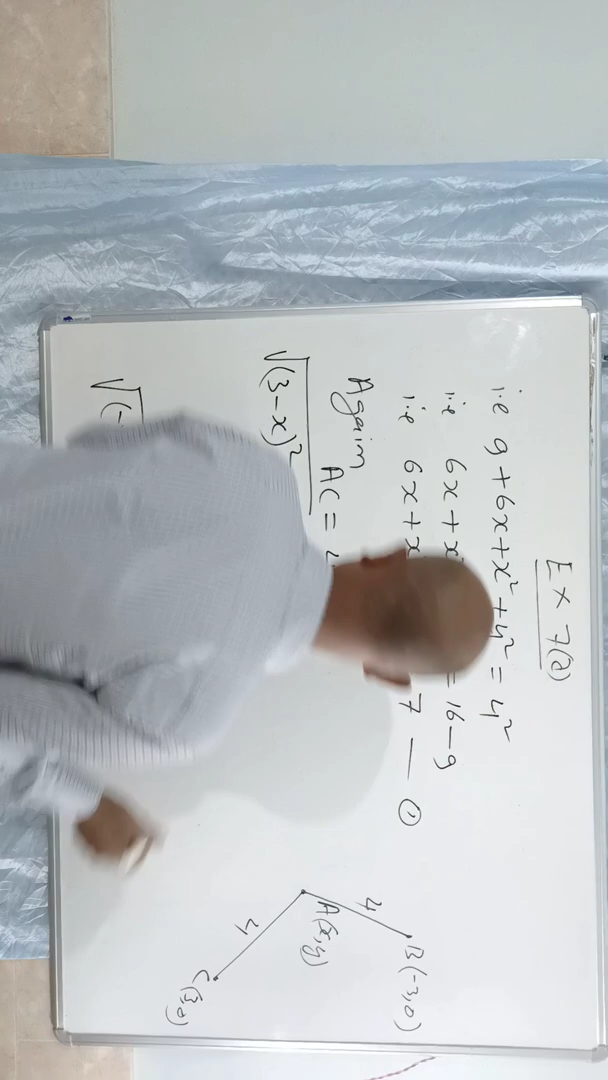 Ex 7(a)
i.e 9+6x+x²+y²=4²
i.e 6x+x² = 16-9
i.e 6x+x 7 — ①
Again AC =
√(3-x)²
√(-
B(-3,0)
4
A(x,y)
4
C(3,0)